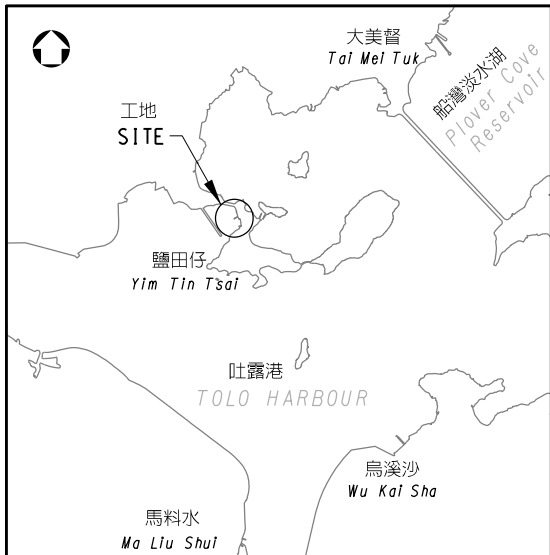 大美督
Tai Mei Tuk
船灣淡水湖
Plover Cove
Reservoir
工地
SITE
鹽田仔
Yim Tin Tsai
吐露港
TOLO HARBOUR
烏溪沙
Wu Kai Sha
馬料水
Ma Liu Shui